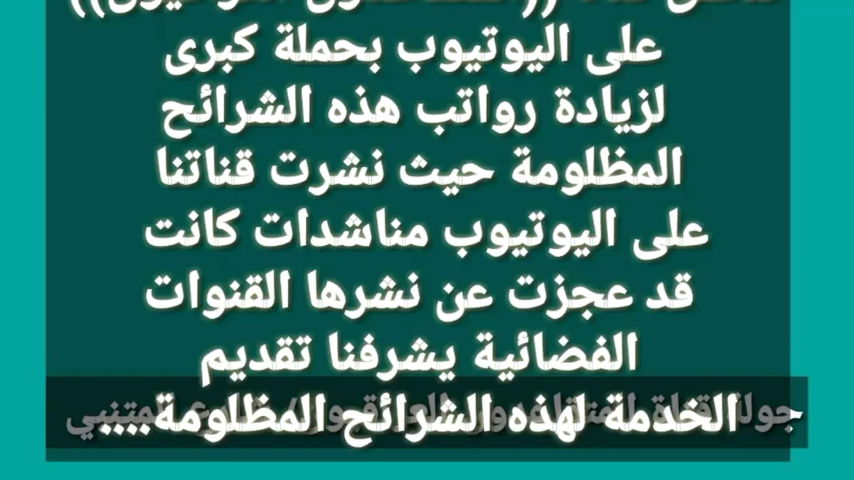 على اليوتيوب بحملة كبرى
لزيادة رواتب هذه الشرائح
المظلومة حيث نشرت قناتنا
على اليوتيوب مناشدات كانت
قد عجزت عن نشرها القنوات
الفضائية يشرفنا تقديم
الخدمة لهذه الشرائح المظلومة....